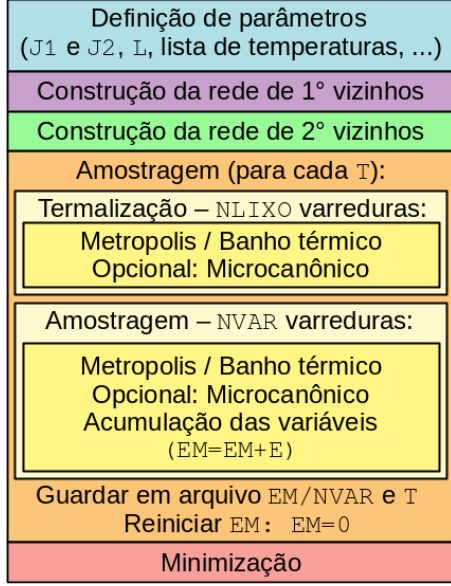 Definição de parâmetros
(J1 e J2, L, lista de temperaturas, ...)
Construção da rede de 1° vizinhos
Construção da rede de 2° vizinhos
Amostragem (para cada T):
Termalização – NLIXO varreduras:
Metropolis / Banho térmico
Opcional: Microcanônico
Amostragem – NVAR varreduras:
Metropolis / Banho térmico
Opcional: Microcanônico
Acumulação das variáveis
(EM=EM+E)
Guardar em arquivo EM/NVAR e T
Reiniciar EM: EM=0
Minimização